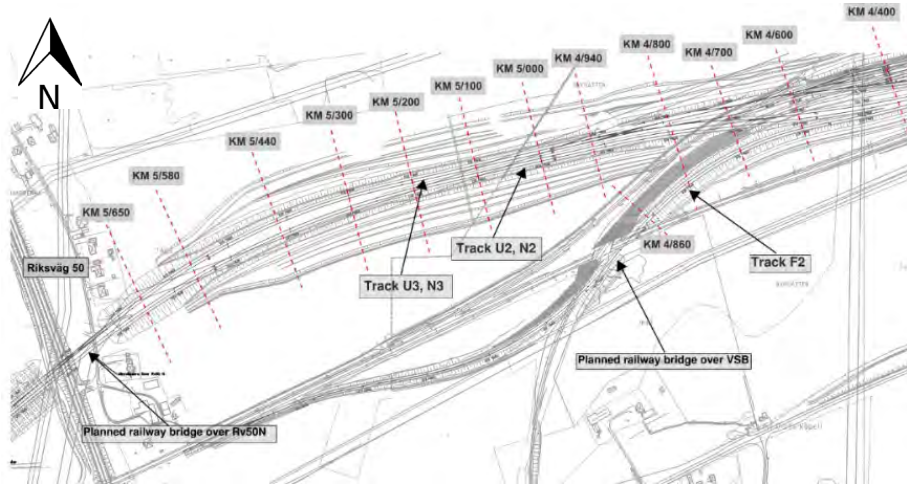 KM 4/400
KM 4/600
KM 4/700
KM 4/800
KM 4/940
KM 5/000
KM 5/100
KM 5/200
KM 5/300
KM 5/440
KM 5/580
KM 5/650
N
Riksväg 50
KM 4/860
Track U2, N2
Track F2
Track U3, N3
Planned railway bridge over VSB
Planned railway bridge over Rv50N